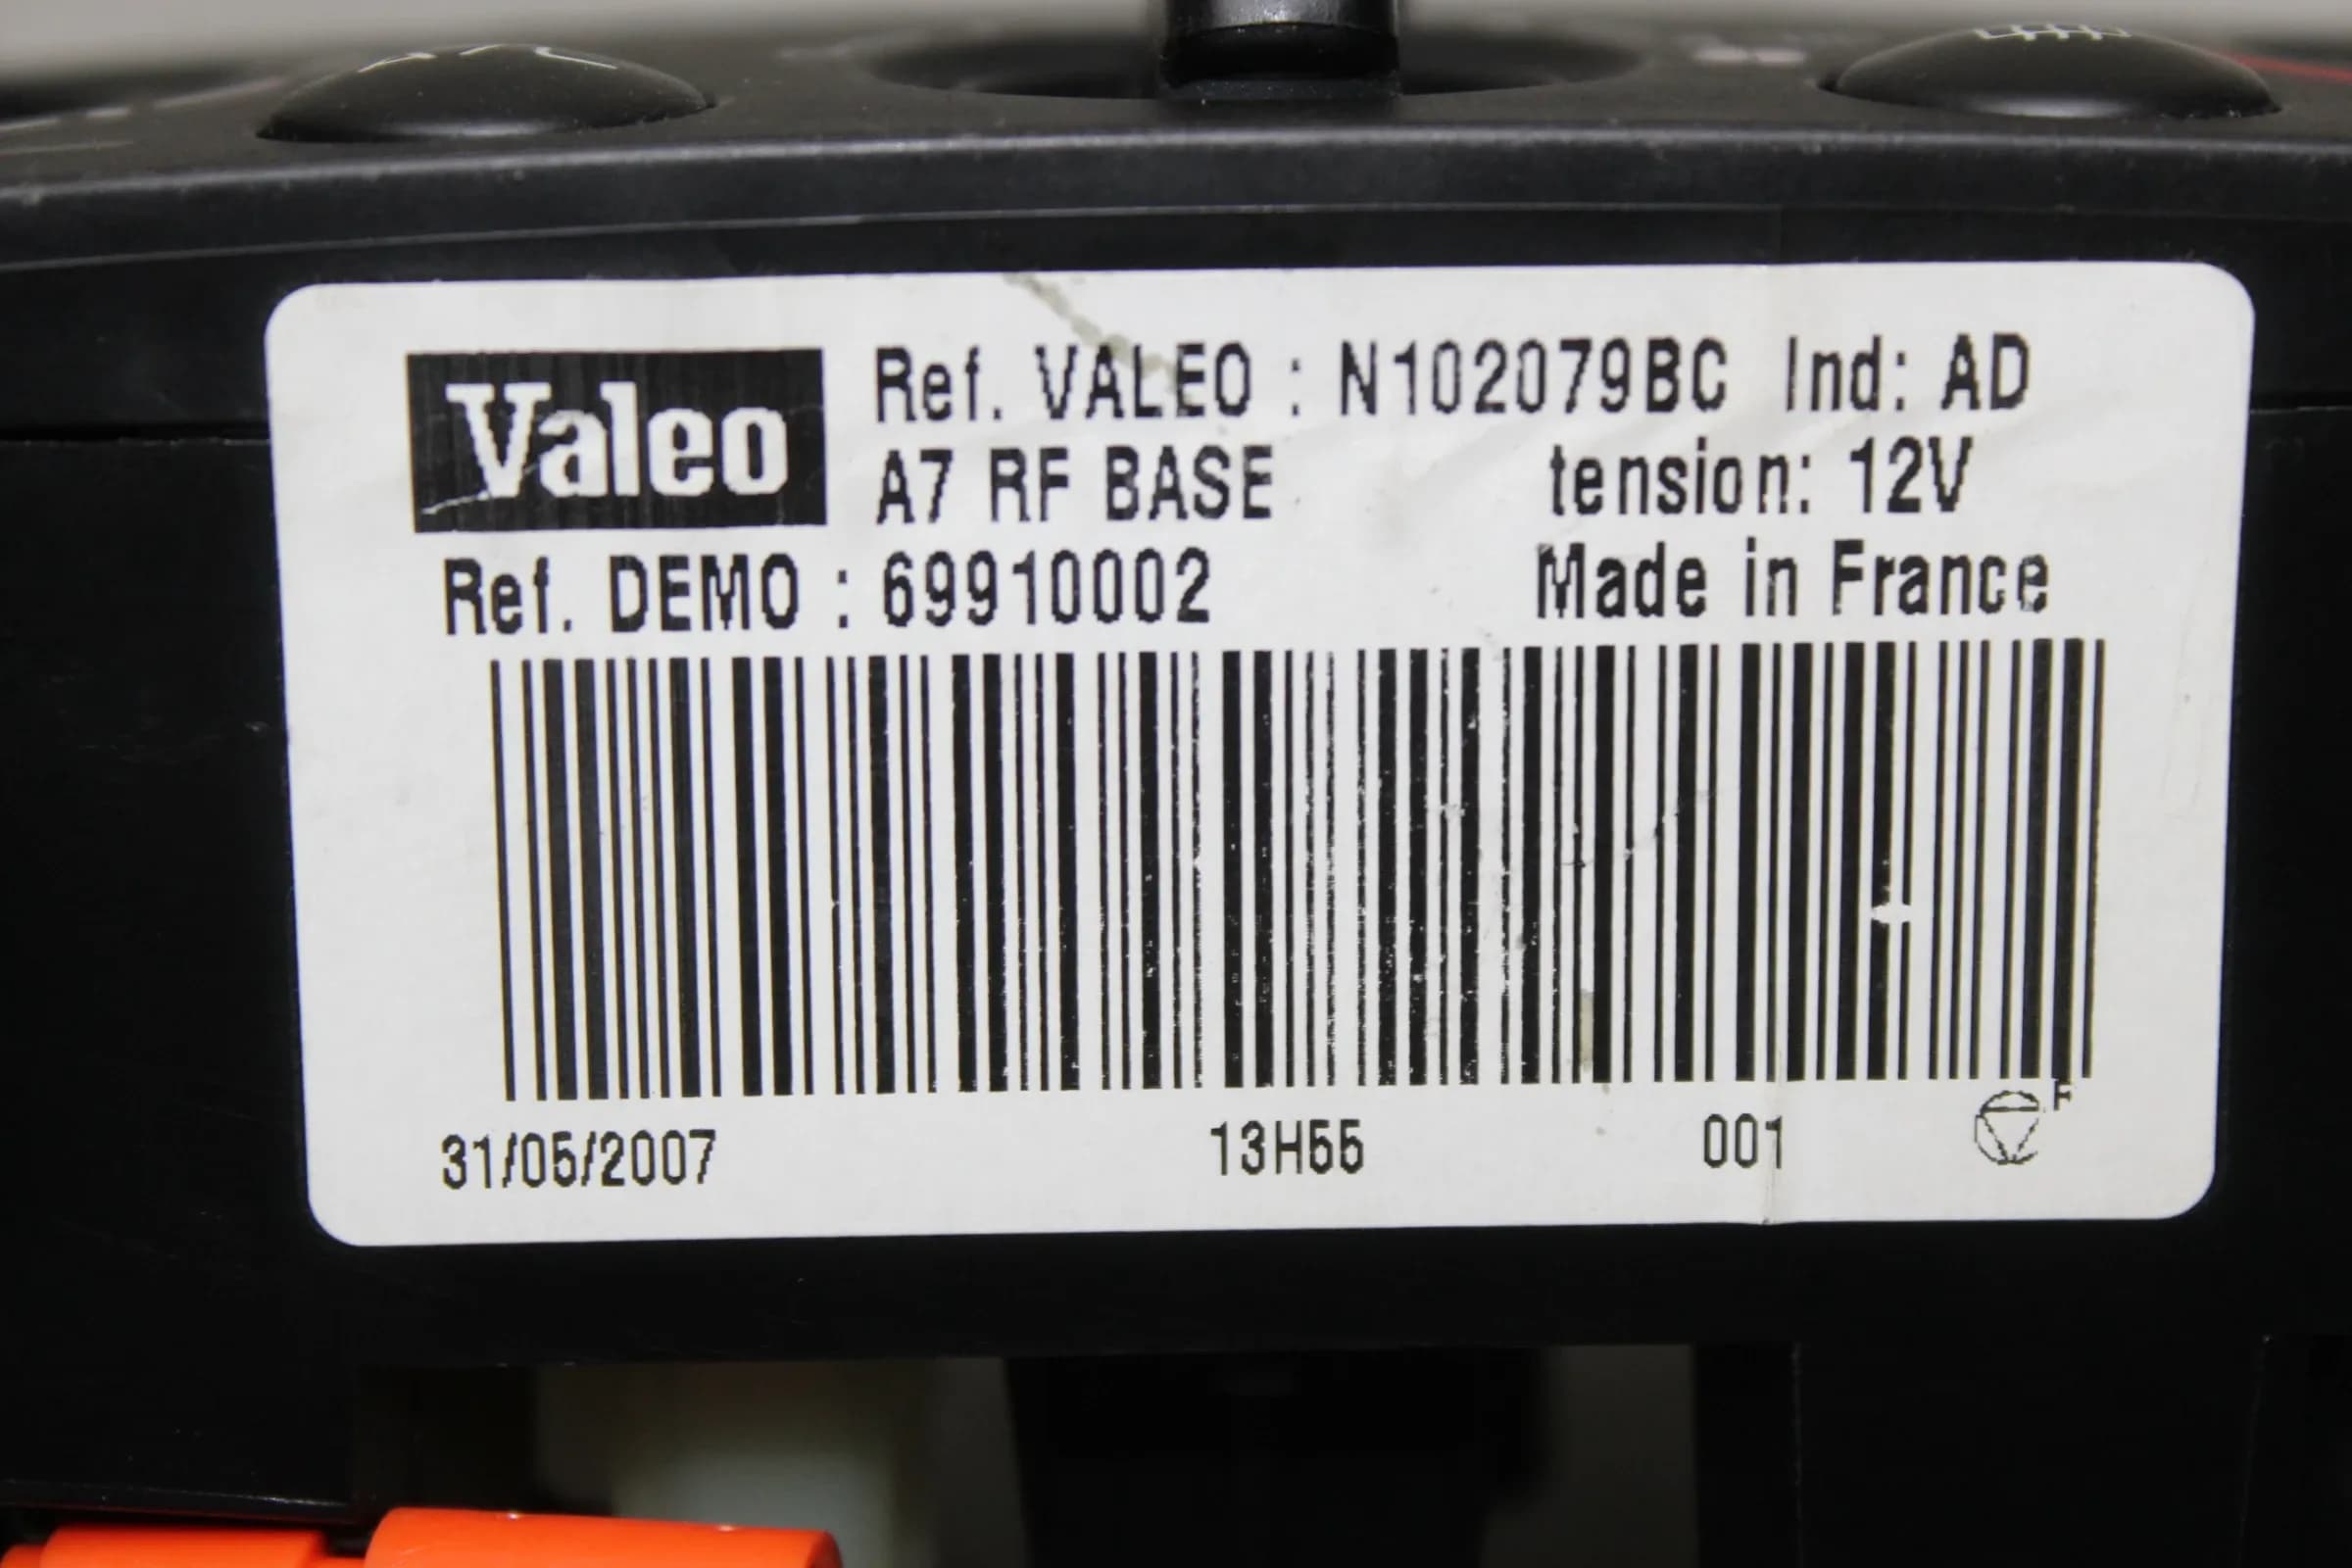 Valeo Ref. VALEO : N102079BC Ind: AD
A7 RF BASE tension: 12V
Ref. DEMO : 69910002 Made in France
31/05/2007 13H55 001 F